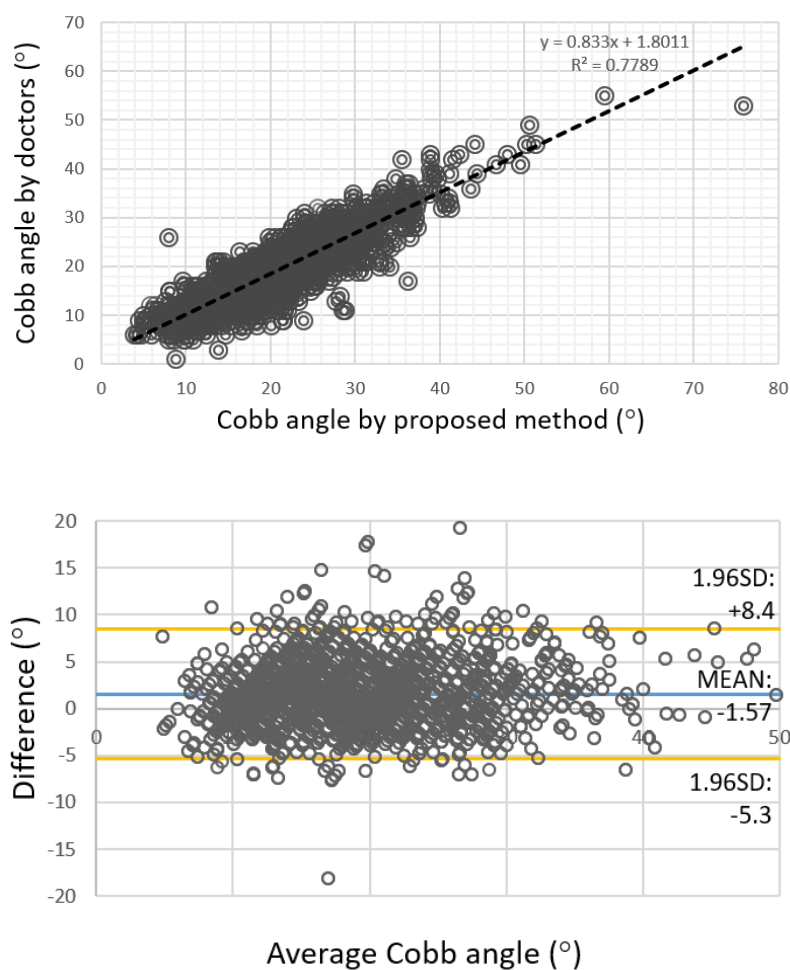 70
60
50
40
30
20
10
0
Cobb angle by doctors (°)
y = 0.833x + 1.8011
R² = 0.7789
0 10 20 30 40 50 60 70 80
Cobb angle by proposed method (°)
20
15
10
5
0
-5
-10
-15
-20
Difference (°)
1.96SD:
+8.4
MEAN:
-1.57
0 40 50
1.96SD:
-5.3
Average Cobb angle (°)